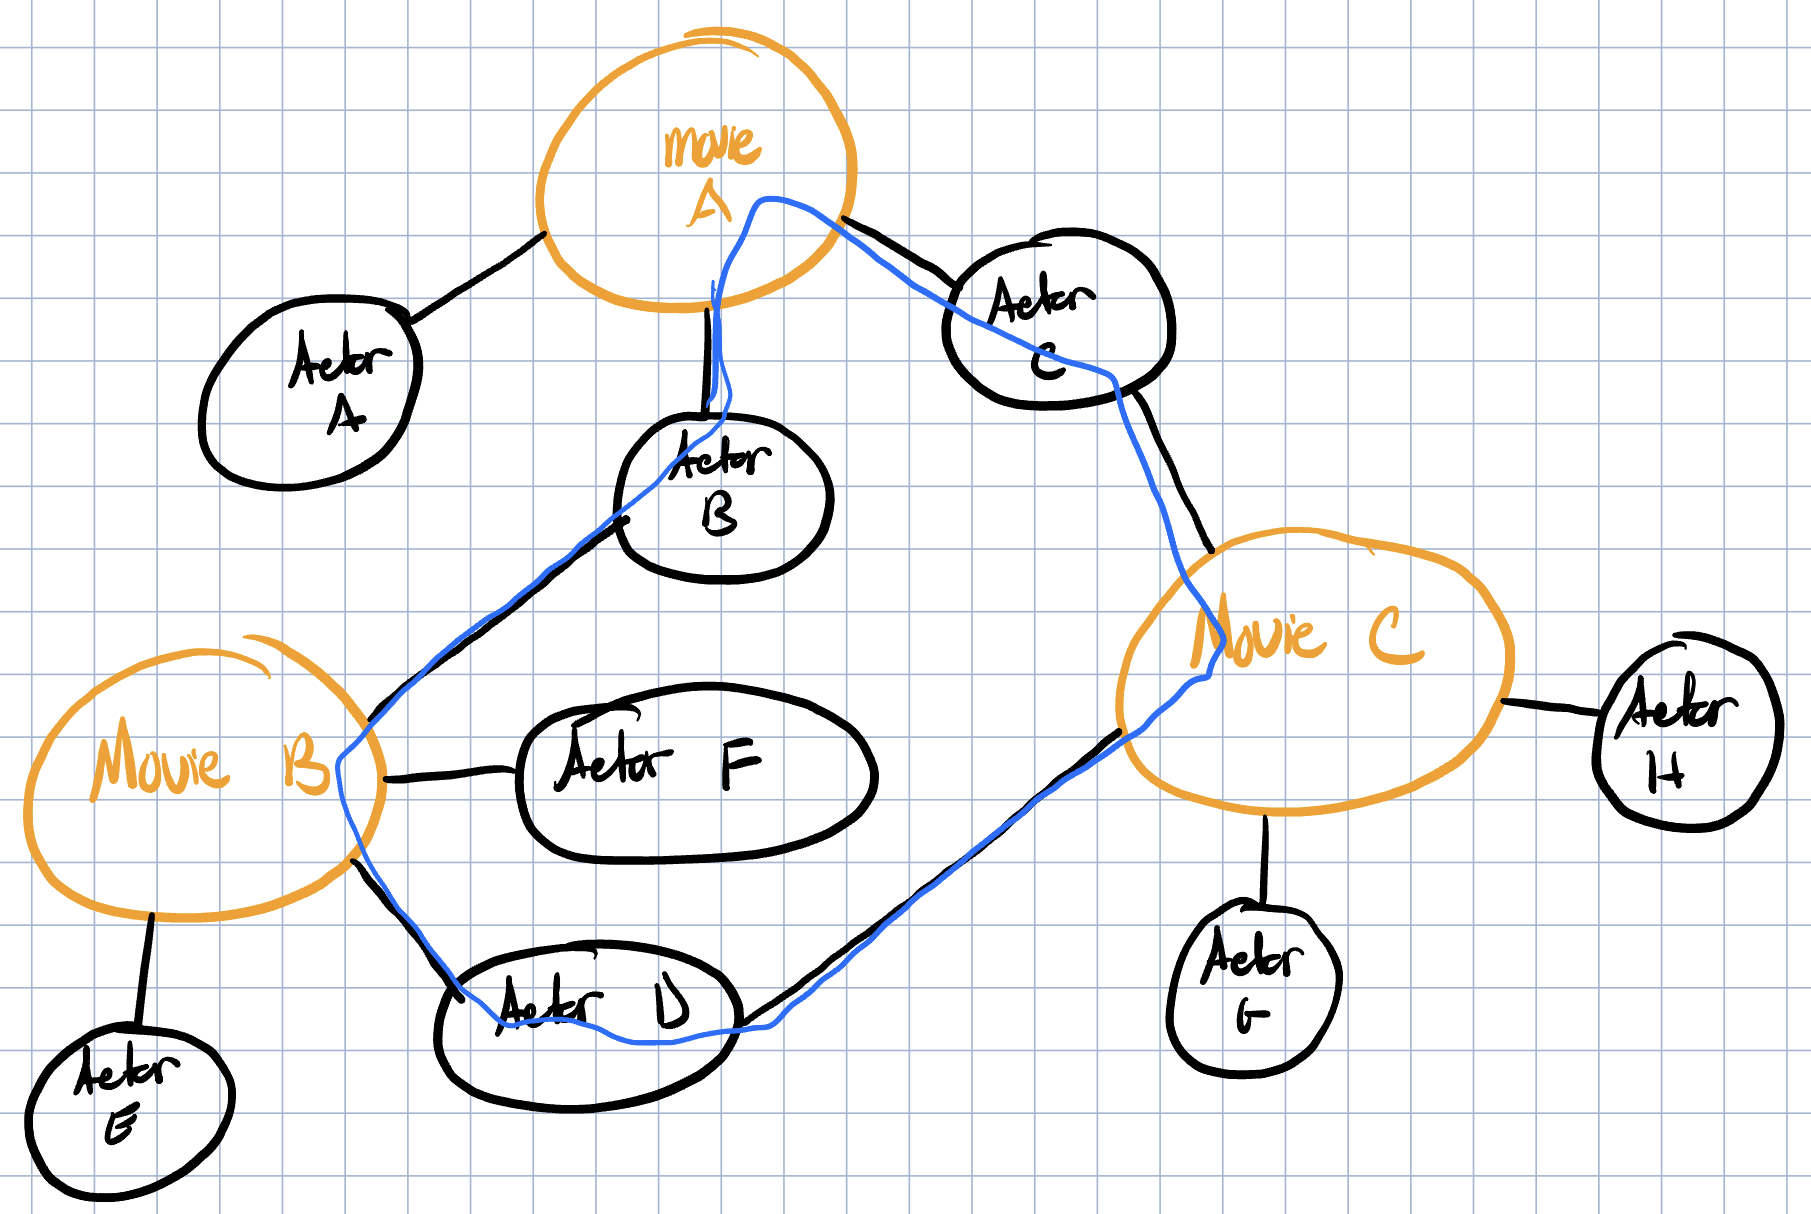 movie
A
Actor
C
Actor
A
Actor
B
Movie C
Actor
H
Movie B
Actor F
Actor
G
Actor D
Actor
E